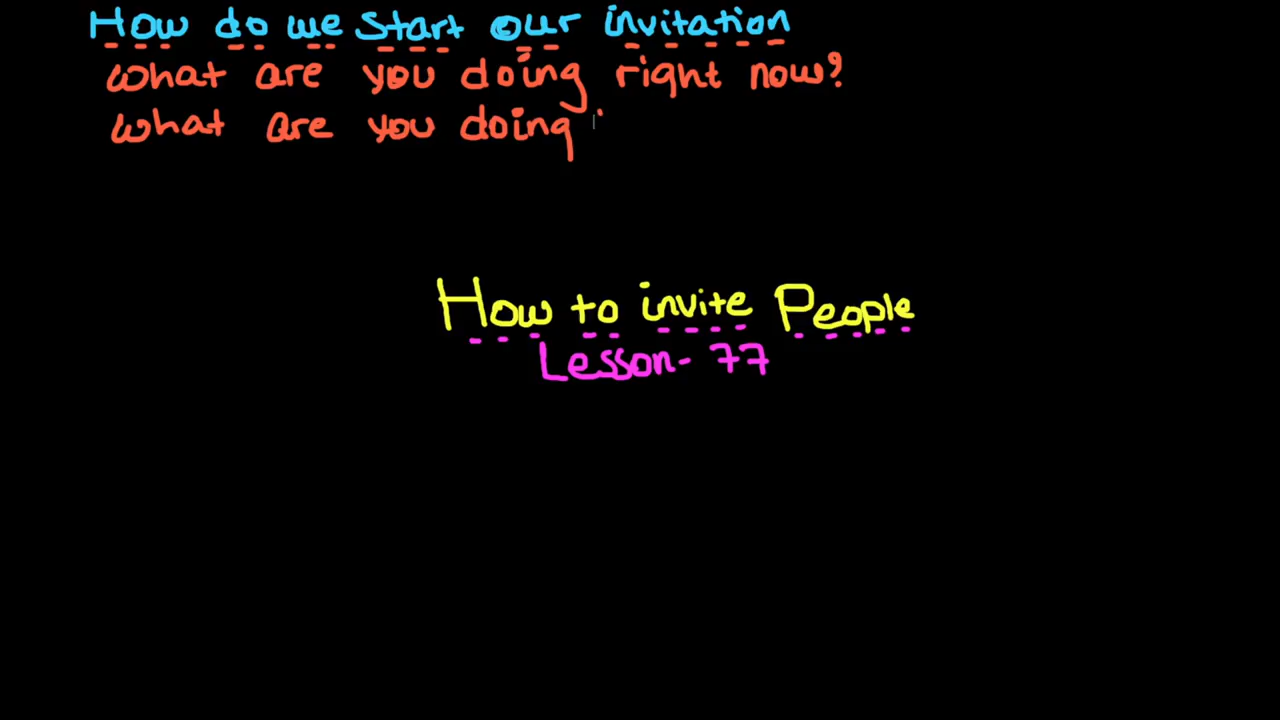 How do we start our invitation
what are you doing right now?
what are you doing
How to invite People
Lesson- 77